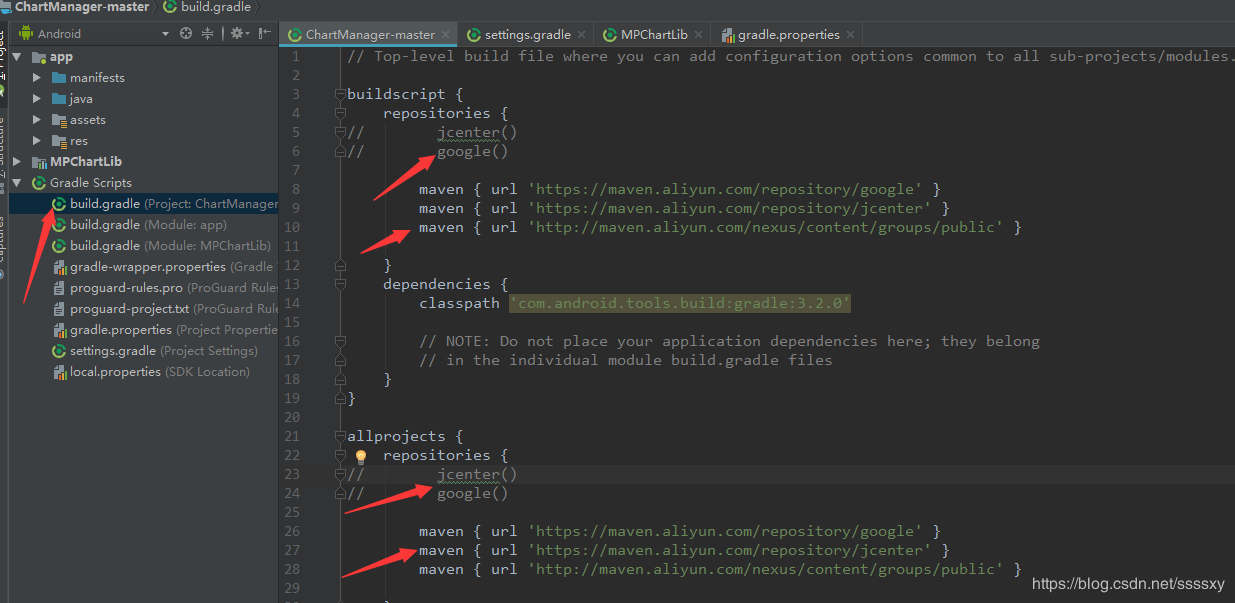 ChartManager-master
build.gradle
Android
app
manifests
java
assets
res
MPChartLib
Gradle Scripts
build.gradle (Project: ChartManager
build.gradle (Module: app)
build.gradle (Module: MPChartLib)
gradle-wrapper.properties (Gradle
proguard-rules.pro (ProGuard Rules
proguard-project.txt (ProGuard Rul
gradle.properties (Project Propertie
settings.gradle (Project Settings)
local.properties (SDK Location)
ChartManager-master
settings.gradle
MPChartLib
gradle.properties
1 // Top-level build file where you can add configuration options common to all sub-projects/modules.
2
3 buildscript {
4 repositories {
5 // jcenter()
6 // google()
7
8 maven { url 'https://maven.aliyun.com/repository/google' }
9 maven { url 'https://maven.aliyun.com/repository/jcenter' }
10 maven { url 'http://maven.aliyun.com/nexus/content/groups/public' }
11
12 }
13 dependencies {
14 classpath 'com.android.tools.build:gradle:3.2.0'
15
16 // NOTE: Do not place your application dependencies here; they belong
17 // in the individual module build.gradle files
18 }
19 }
20
21 allprojects {
22 repositories {
23 // jcenter()
24 // google()
25
26 maven { url 'https://maven.aliyun.com/repository/google' }
27 maven { url 'https://maven.aliyun.com/repository/jcenter' }
28 maven { url 'http://maven.aliyun.com/nexus/content/groups/public' }
29
https://blog.csdn.net/ssssxy